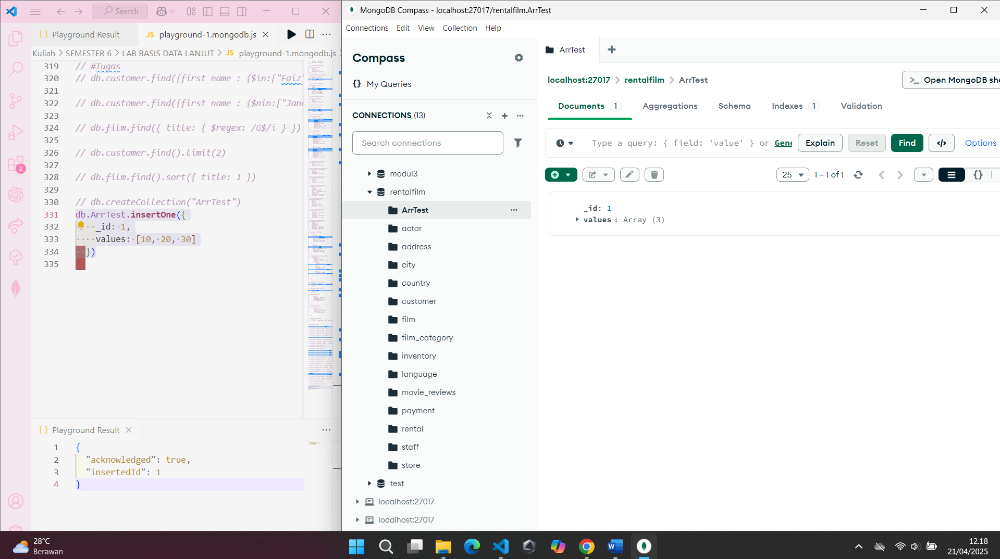 Search
Playground Result
JS playground-1.mongodb.js
Kuliah > SEMESTER 6 > LAB BASIS DATA LANJUT > JS playground-1.mongodb.js
319 // #Tugas
320 // db.customer.find({first_name : {$in:["Faiz"
321
322 // db.customer.find({first_name : {$nin:["Jane
323
324 // db.film.find({ title: { $regex: /G$/i } })
325
326 // db.customer.find().limit(2)
327
328 // db.film.find().sort({ title: 1 })
329
330 // db.createCollection("ArrTest")
331 db.ArrTest.insertOne({
332 _id: 1,
333 values: [10, 20, 30]
334 })
335
2
{} Playground Result
1 {
2 "acknowledged": true,
3 "insertedId": 1
4 }
MongoDB Compass - localhost:27017/rentalfilm.ArrTest
Connections Edit View Collection Help
Compass
{} My Queries
CONNECTIONS (13)
Search connections
modul3
rentalfilm
ArrTest
actor
address
city
country
customer
film
film_category
inventory
language
movie_reviews
payment
rental
staff
store
test
localhost:27017
localhost:27017
ArrTest
localhost:27017 > rentalfilm > ArrTest
>_ Open MongoDB she
Documents 1 Aggregations Schema Indexes 1 Validation
Type a query: { field: 'value' } or Gene
Explain Reset Find </> Options
25 1 – 1 of 1 {}
_id: 1
values : Array (3)
28°C
Berawan
12.18
21/04/2025